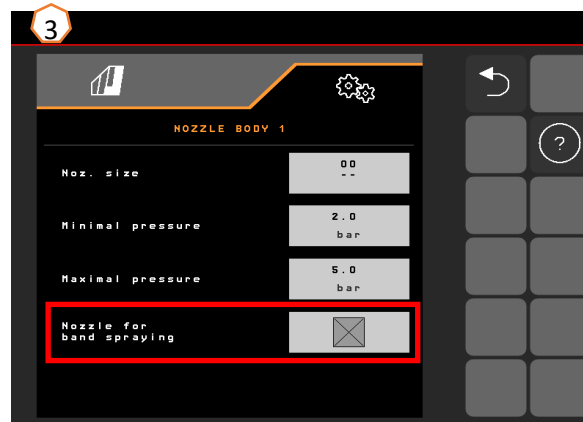 3
NOZZLE BODY 1
Noz. size
00
--
Minimal pressure
2.0
bar
Maximal pressure
5.0
bar
Nozzle for
band spraying
?